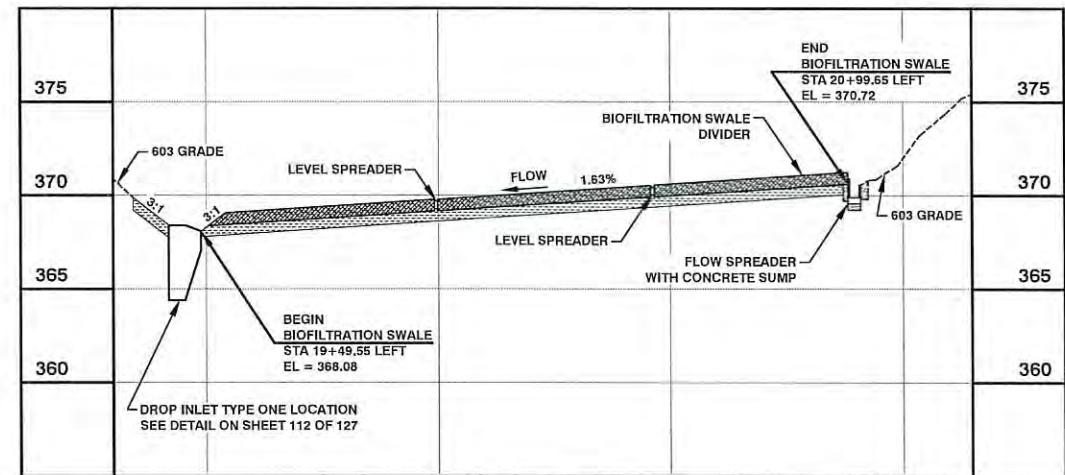 END
BIOFILTRATION SWALE
STA 20+99.65 LEFT
EL = 370.72
375
375
BIOFILTRATION SWALE
DIVIDER
603 GRADE
LEVEL SPREADER
FLOW
1.63%
370
370
3:1
3:1
LEVEL SPREADER
603 GRADE
FLOW SPREADER
WITH CONCRETE SUMP
365
365
BEGIN
BIOFILTRATION SWALE
STA 19+49.55 LEFT
EL = 368.08
360
360
DROP INLET TYPE ONE LOCATION
SEE DETAIL ON SHEET 112 OF 127